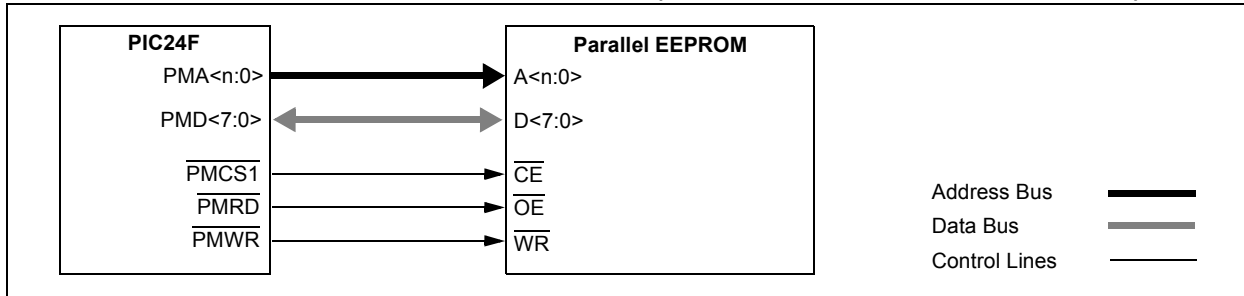 PIC24F
Parallel EEPROM
PMA<n:0>
A<n:0>
PMD<7:0>
D<7:0>
PMCS1
CE
PMRD
OE
PMWR
WR
Address Bus
Data Bus
Control Lines